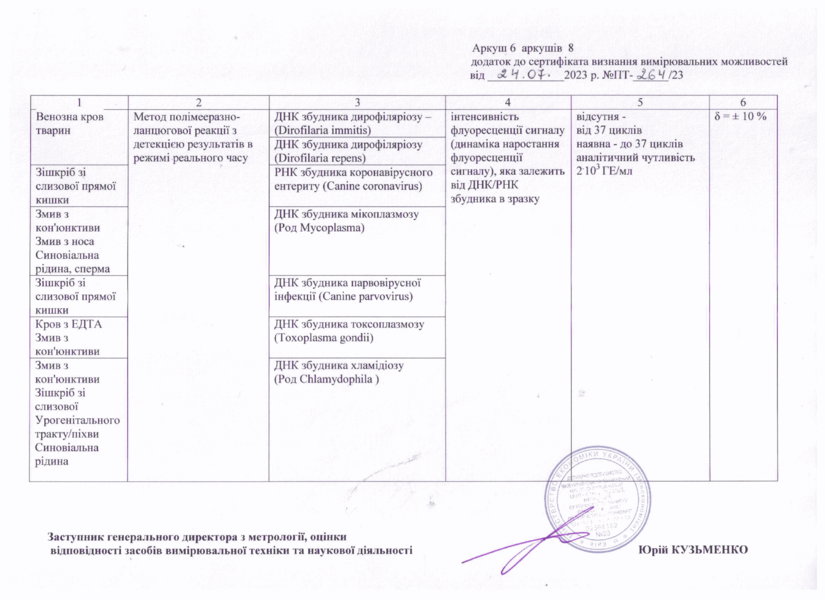 Аркуш 6 аркушів 8
додаток до сертифіката визнання вимірювальних можливостей
від 24.07. 2023 р. №ПТ-264/23
1 2 3 4 5 6
Венозна кров
тварин
Метод полімеразно-
ланцюгової реакції з
детекцією результатів в
режимі реального часу
ДНК збудника дирофіляріозу –
(Dirofilaria immitis)
ДНК збудника дирофіляріозу
(Dirofilaria repens)
інтенсивність
флуоресценції сигналу
(динаміка наростання
флуоресценції
сигналу), яка залежить
від ДНК/РНК
збудника в зразку
відсутня -
від 37 циклів
наявна - до 37 циклів
аналітичний чутливість
2·10³ ГЕ/мл
δ = ± 10 %
Зішкріб зі
слизової прямої
кишки
РНК збудника коронавірусного
ентериту (Canine coronavirus)
Змив з
кон'юнктиви
Змив з носа
Синовіальна
рідина, сперма
ДНК збудника мікоплазмозу
(Род Mycoplasma)
Зішкріб зі
слизової прямої
кишки
ДНК збудника парвовірусної
інфекції (Canine parvovirus)
Кров з ЕДТА
Змив з
кон'юнктиви
ДНК збудника токсоплазмозу
(Toxoplasma gondii)
Змив з
кон'юнктиви
Зішкріб зі
слизової
Урогенітального
тракту/піхви
Синовіальна
рідина
ДНК збудника хламідіозу
(Род Chlamydophila )
Заступник генерального директора з метрології, оцінки
відповідності засобів вимірювальної техніки та наукової діяльності
Юрій КУЗЬМЕНКО